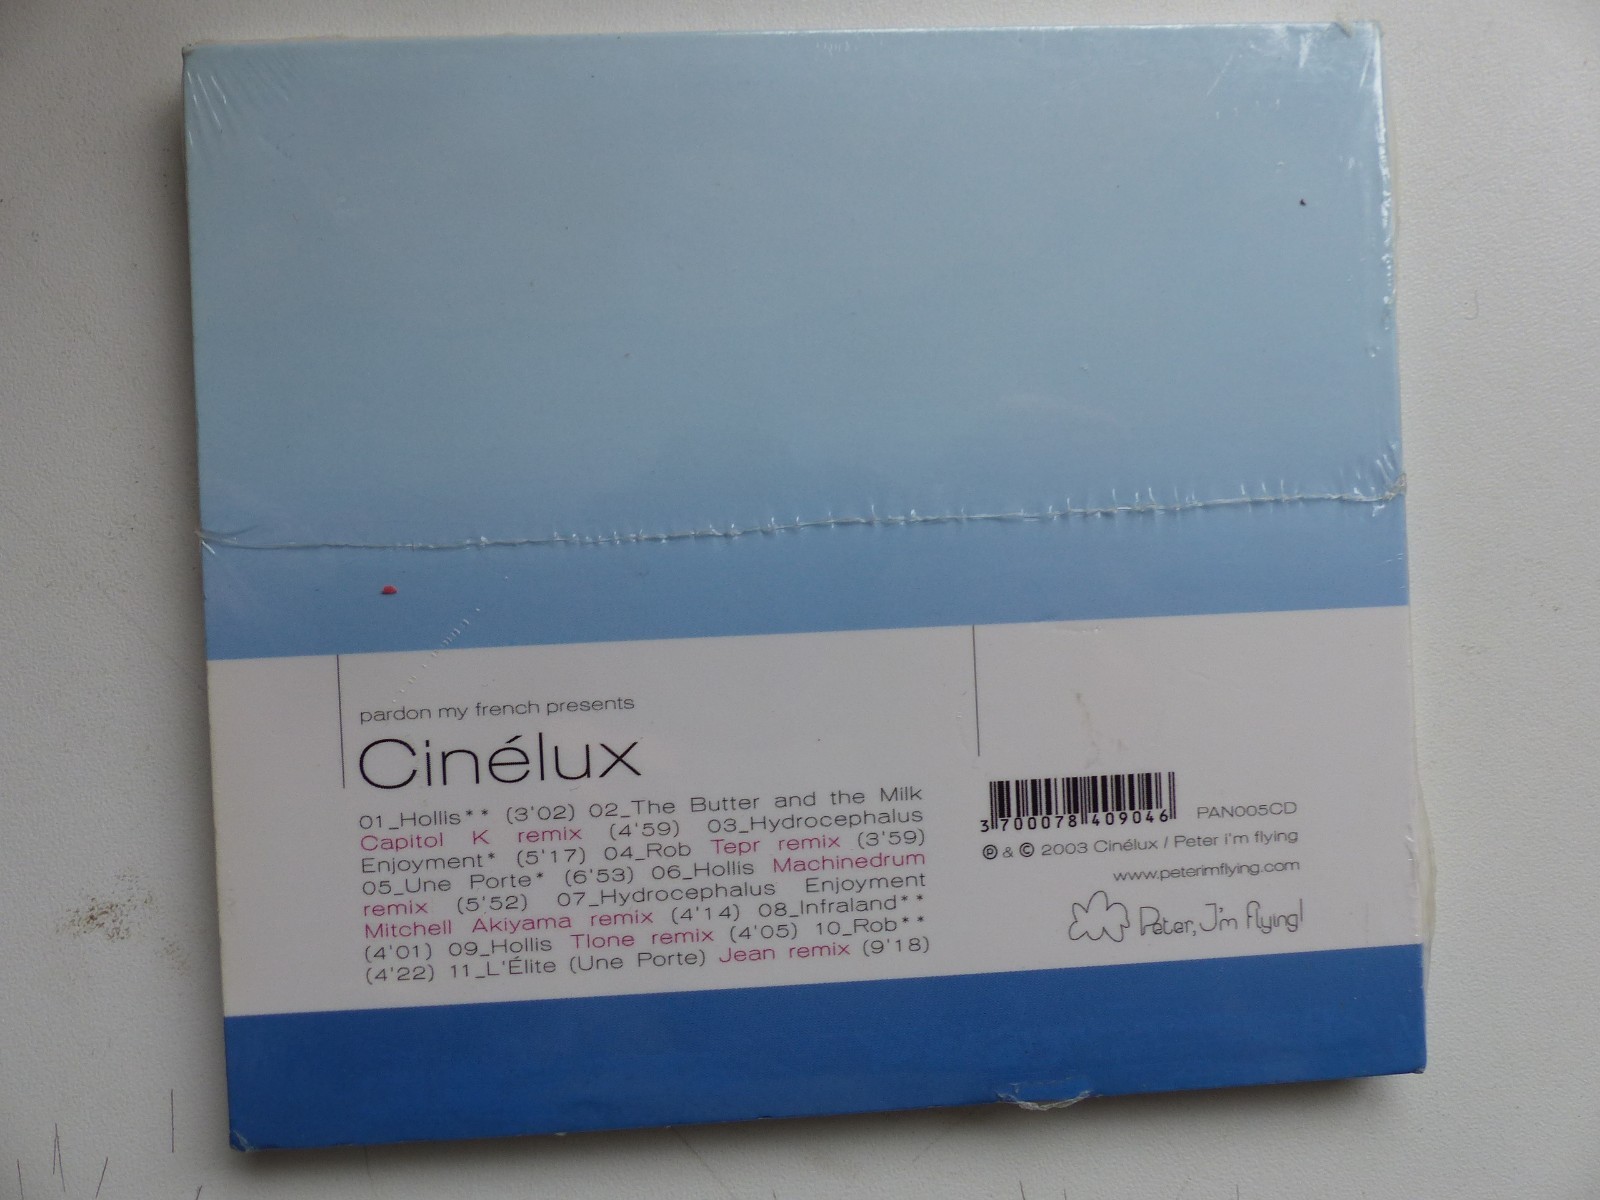 pardon my french presents
Cinélux
01_Hollis** (3'02) 02_The Butter and the Milk
Capitol K remix (4'59) 03_Hydrocephalus
Enjoyment* (5'17) 04_Rob Tepr remix (3'59)
05_Une Porte* (6'53) 06_Hollis Machinedrum
remix (5'52) 07_Hydrocephalus Enjoyment
Mitchell Akiyama remix (4'14) 08_Infraland**
(4'01) 09_Hollis Tlone remix (4'05) 10_Rob**
(4'22) 11_L'Élite (Une Porte) Jean remix (9'18)
3 700078 409046
PAN005CD
℗ & © 2003 Cinélux / Peter i'm flying
www.peterimflying.com
Peter, I'm flying!